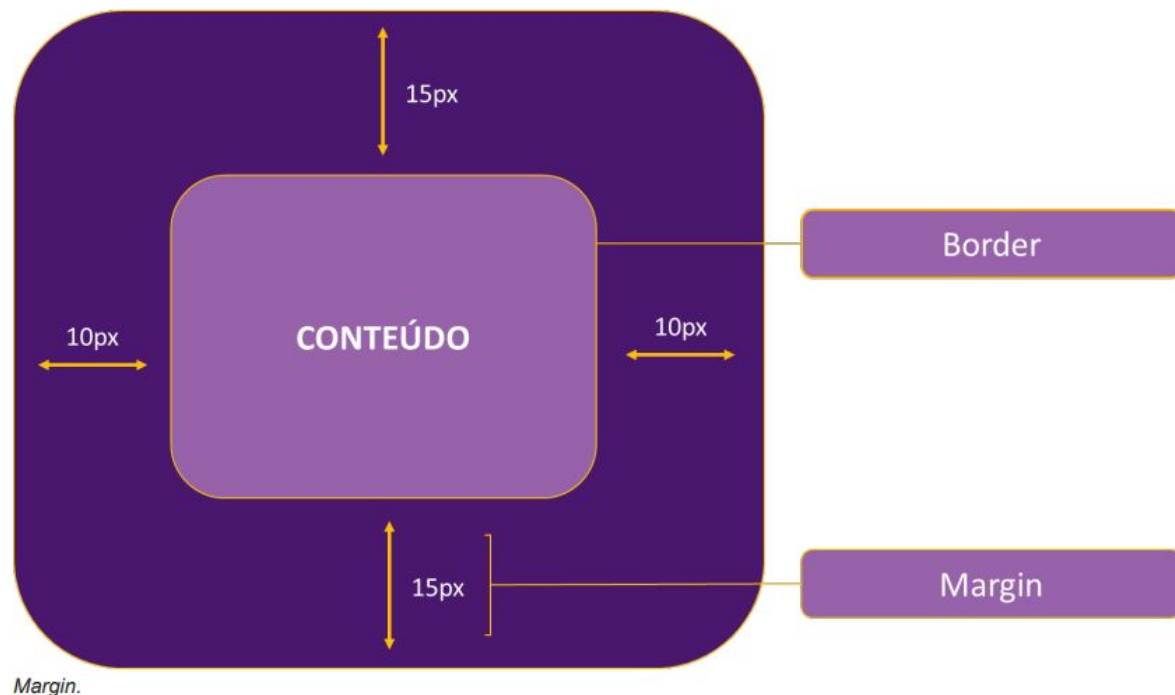 15px
Border
10px
CONTEÚDO
10px
15px
Margin
Margin.